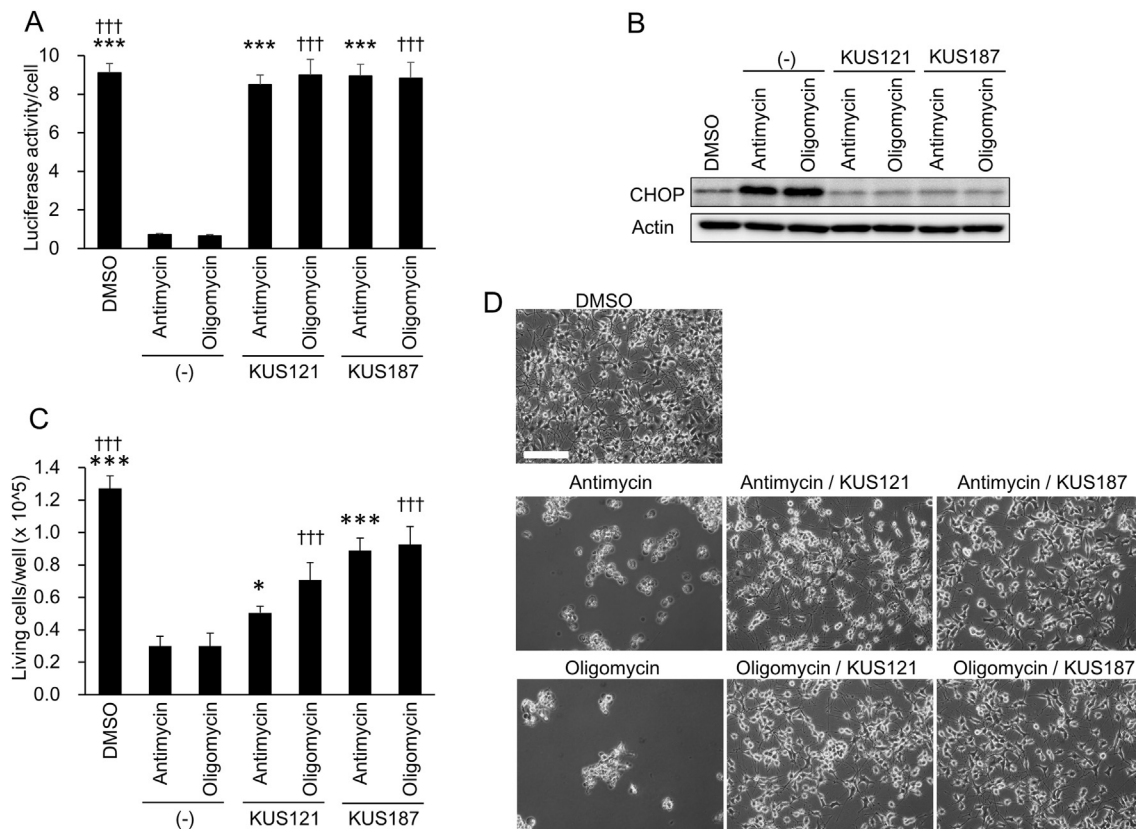 A
†††
***
***
†††
***
†††
Luciferase activity/cell
10
8
6
4
2
0
DMSO
Antimycin
Oligomycin
Antimycin
Oligomycin
Antimycin
Oligomycin
(-)
KUS121
KUS187
B
(-)
KUS121
KUS187
DMSO
Antimycin
Oligomycin
Antimycin
Oligomycin
Antimycin
Oligomycin
CHOP
Actin
C
†††
***
*
†††
***
†††
Living cells/well (x 10^5)
1.4
1.2
1.0
0.8
0.6
0.4
0.2
0.0
DMSO
Antimycin
Oligomycin
Antimycin
Oligomycin
Antimycin
Oligomycin
(-)
KUS121
KUS187
D
DMSO
Antimycin
Antimycin / KUS121
Antimycin / KUS187
Oligomycin
Oligomycin / KUS121
Oligomycin / KUS187